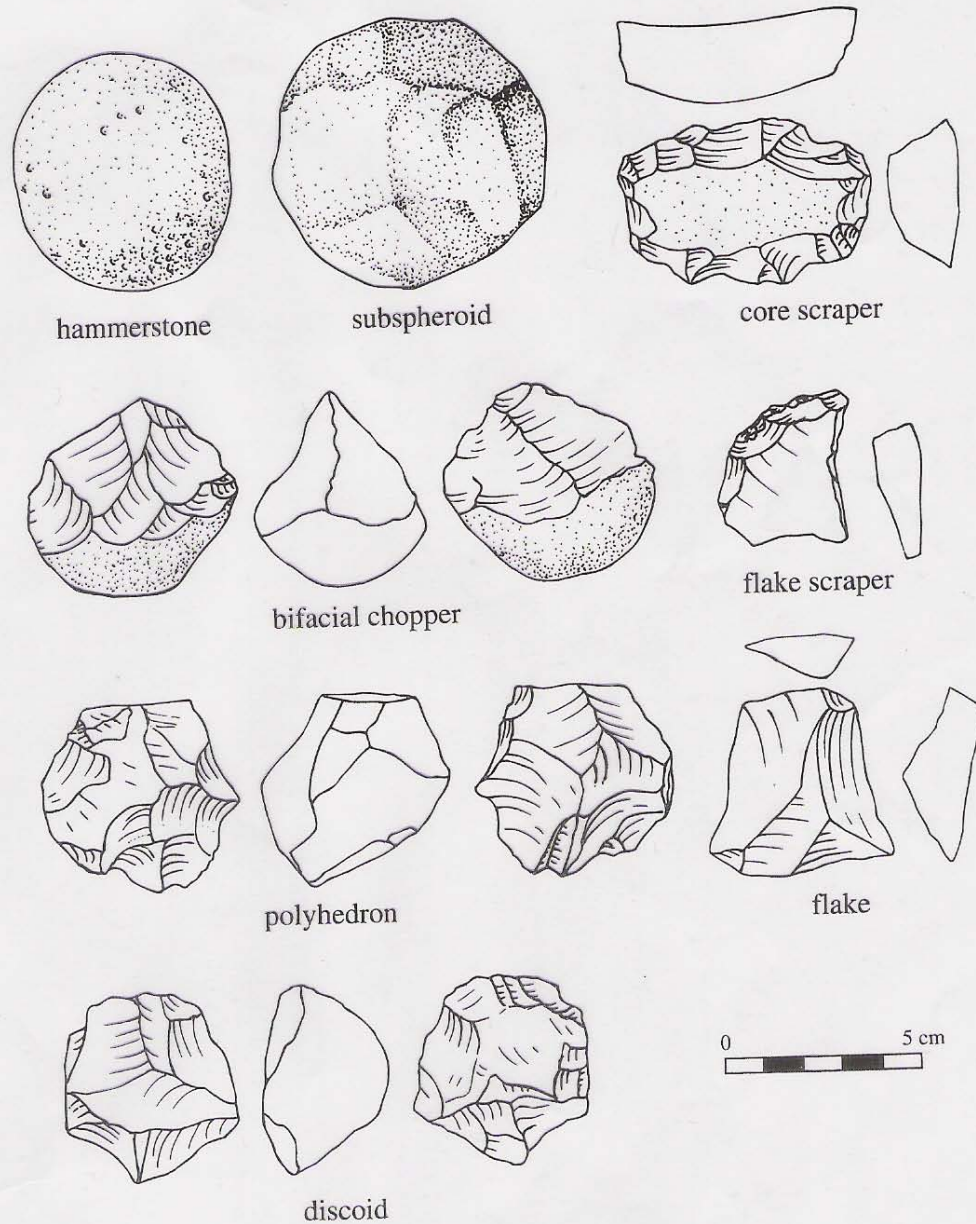 hammerstone
subspheroid
core scraper
bifacial chopper
flake scraper
polyhedron
flake
0 5 cm
discoid